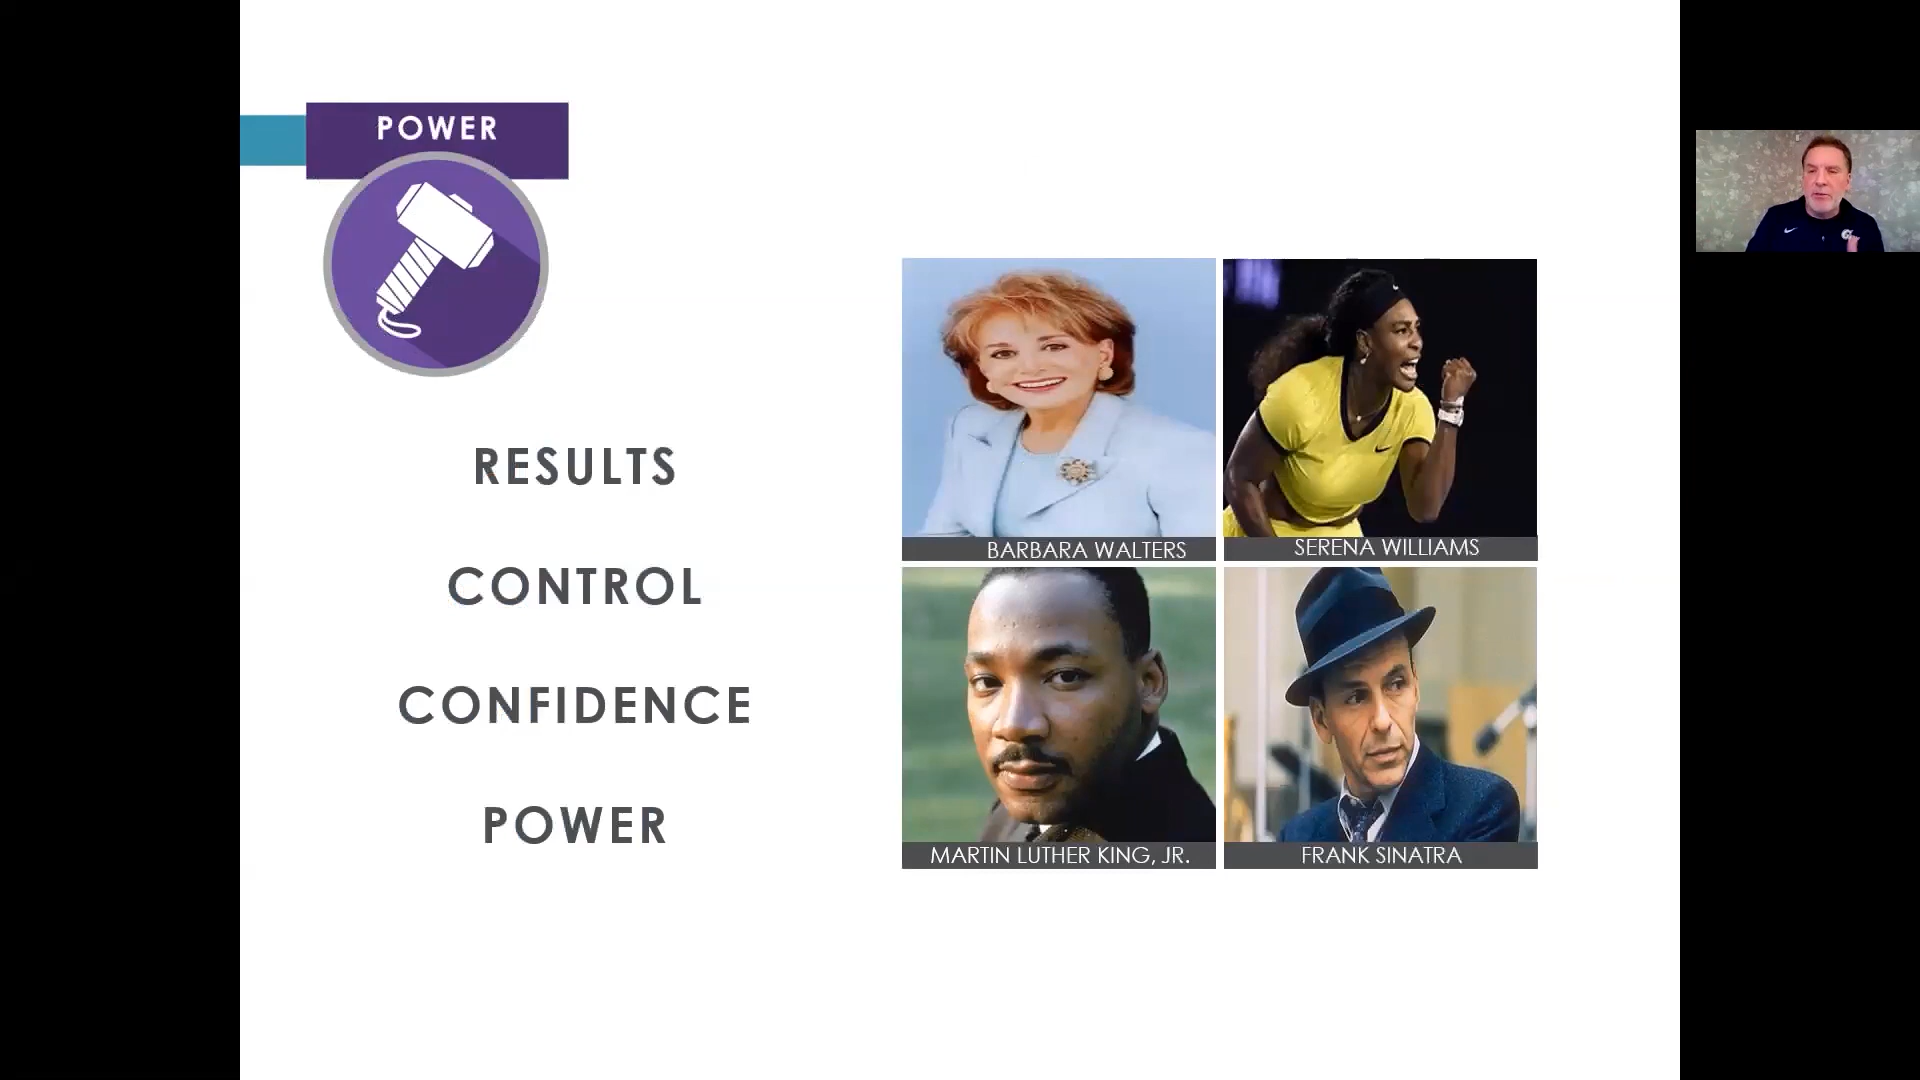 POWER
RESULTS
CONTROL
CONFIDENCE
POWER
BARBARA WALTERS
SERENA WILLIAMS
MARTIN LUTHER KING, JR.
FRANK SINATRA